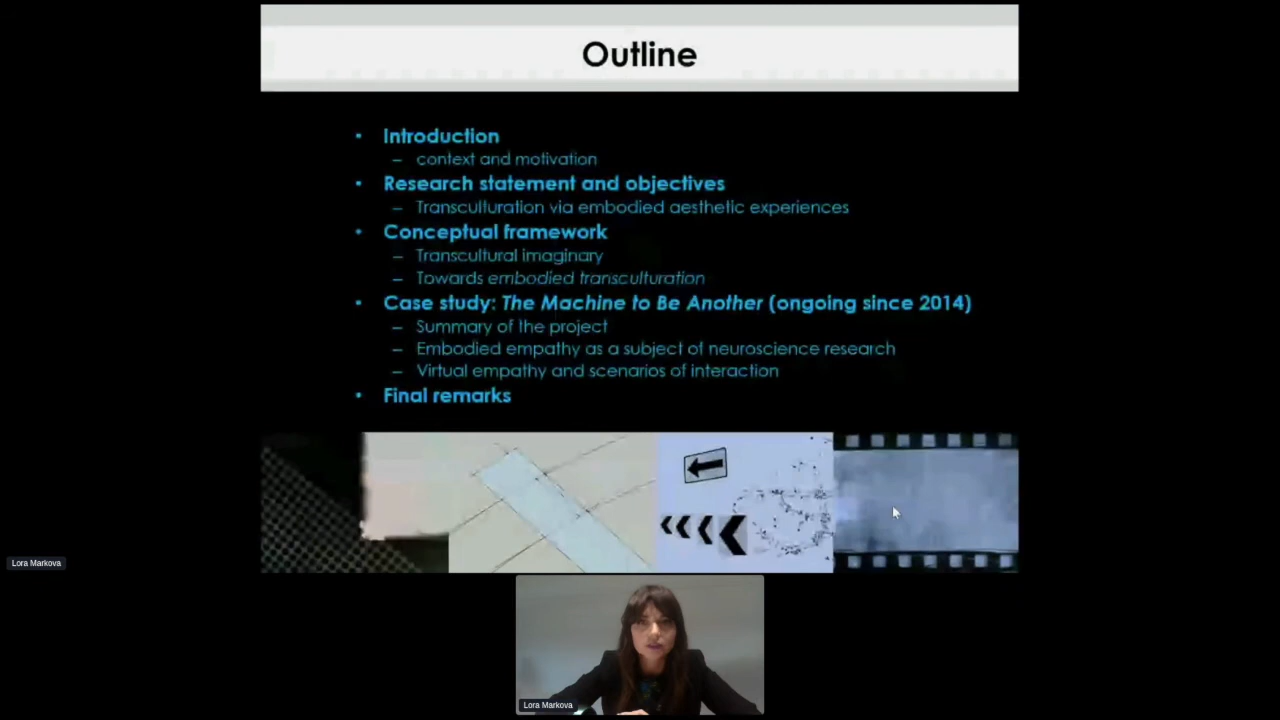 Outline
• Introduction
– context and motivation
• Research statement and objectives
– Transculturation via embodied aesthetic experiences
• Conceptual framework
– Transcultural imaginary
– Towards embodied transculturation
• Case study: The Machine to Be Another (ongoing since 2014)
– Summary of the project
– Embodied empathy as a subject of neuroscience research
– Virtual empathy and scenarios of interaction
• Final remarks
Lora Markova
Lora Markova